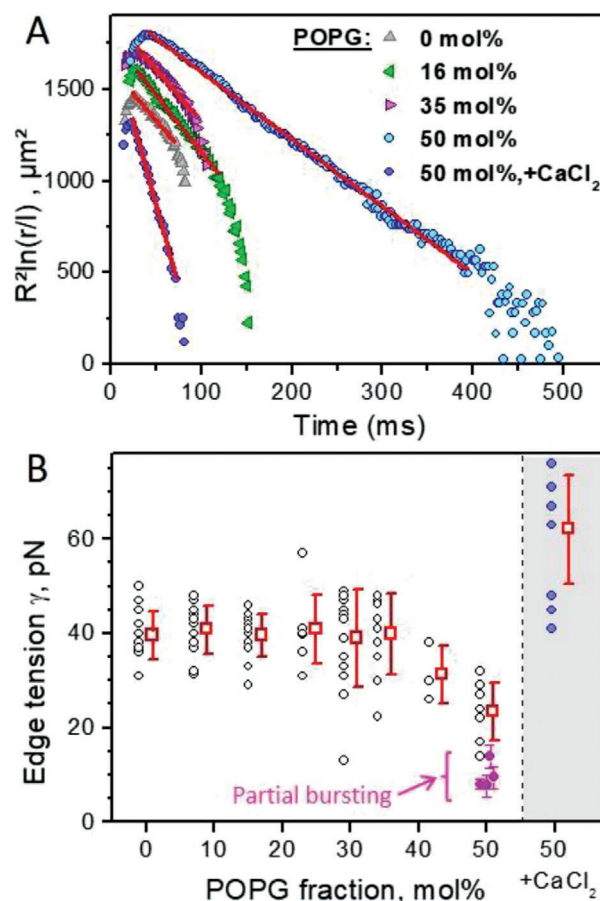 A
POPG:
0 mol%
16 mol%
35 mol%
50 mol%
50 mol%,+CaCl₂
R²ln(r/l) , µm²
1500
1000
500
0
0 100 200 300 400 500
Time (ms)
B
Edge tension γ, pN
60
40
20
0
Partial bursting
0 10 20 30 40 50 50
+CaCl₂
POPG fraction, mol%